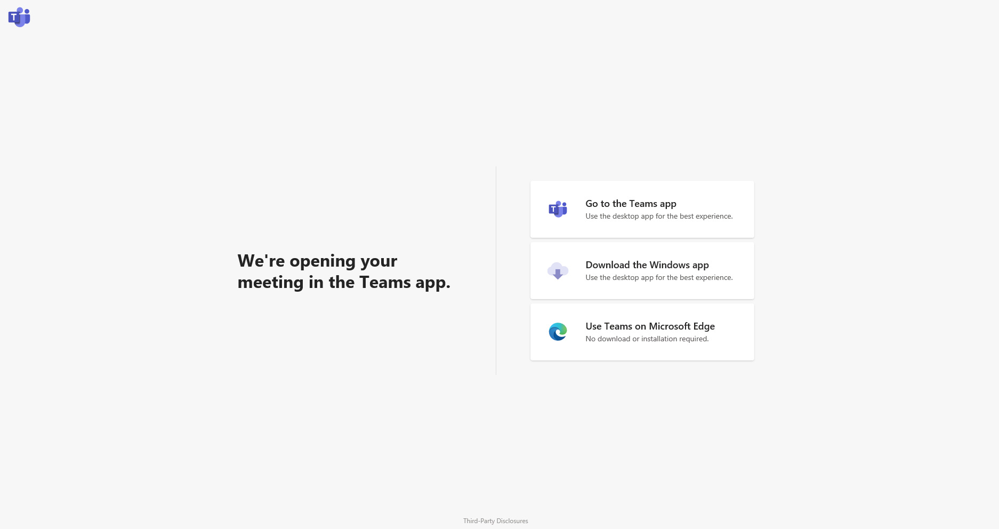 We're opening your
meeting in the Teams app.
Go to the Teams app
Use the desktop app for the best experience.
Download the Windows app
Use the desktop app for the best experience.
Use Teams on Microsoft Edge
No download or installation required.
Third-Party Disclosures